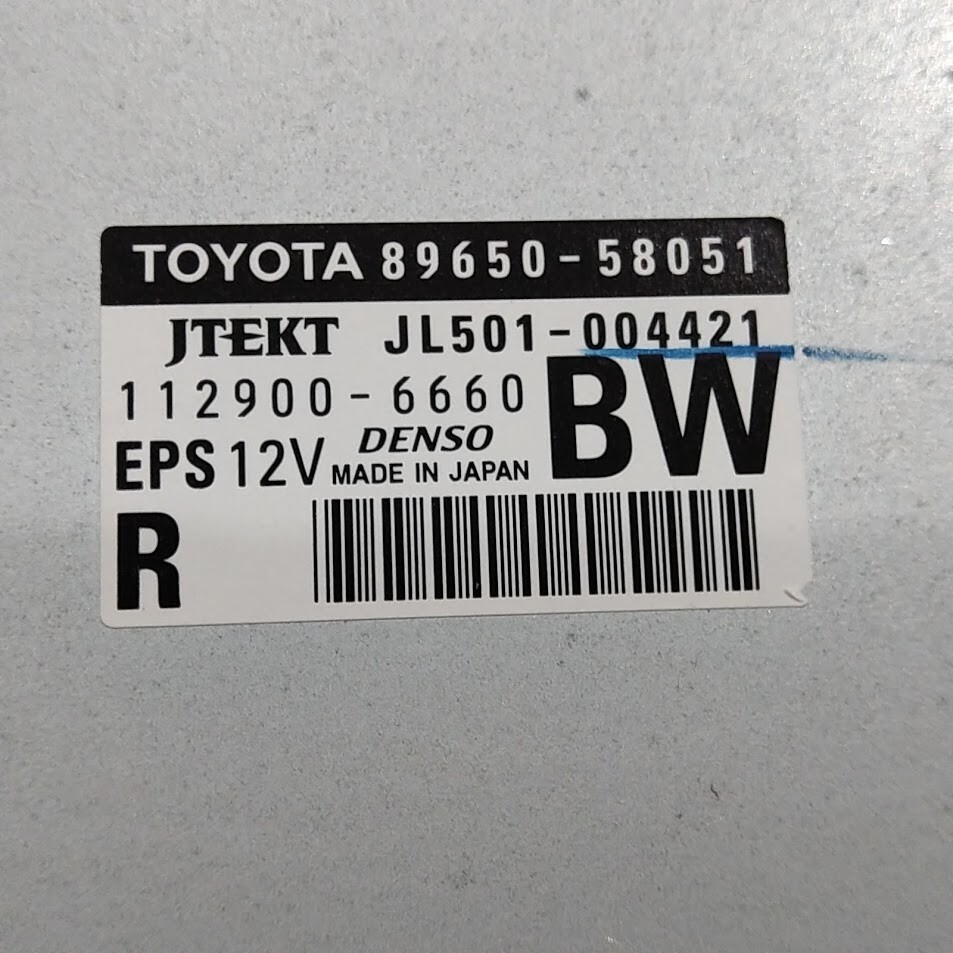 TOYOTA 89650-58051
JTEKT JL501-004421
112900-6660
BW
EPS 12V DENSO
MADE IN JAPAN
R